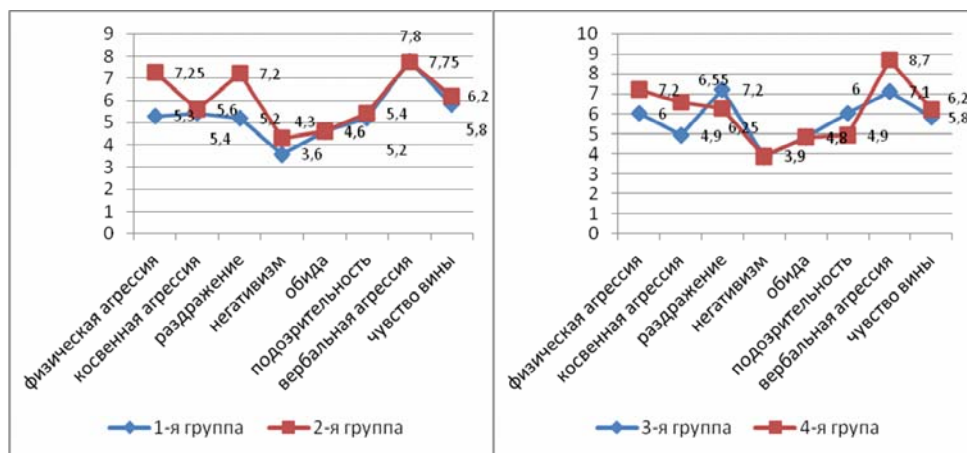 9
8
7
6
5
4
3
2
1
0
7,25
5,3
5,6
5,4
7,2
5,2
4,3
3,6
4,6
5,4
5,2
7,8
7,75
6,2
5,8
физическая агрессия
косвенная агрессия
раздражение
негативизм
обида
подозрительность
вербальная агрессия
чувство вины
1-я группа
2-я группа
10
9
8
7
6
5
4
3
2
1
0
7,2
6
6,55
4,9
7,2
6,25
3,9
4,8
6
4,9
8,7
7,1
6,2
5,8
физическая агрессия
косвенная агрессия
раздражение
негативизм
обида
подозрительность
вербальная агрессия
чувство вины
3-я группа
4-я група